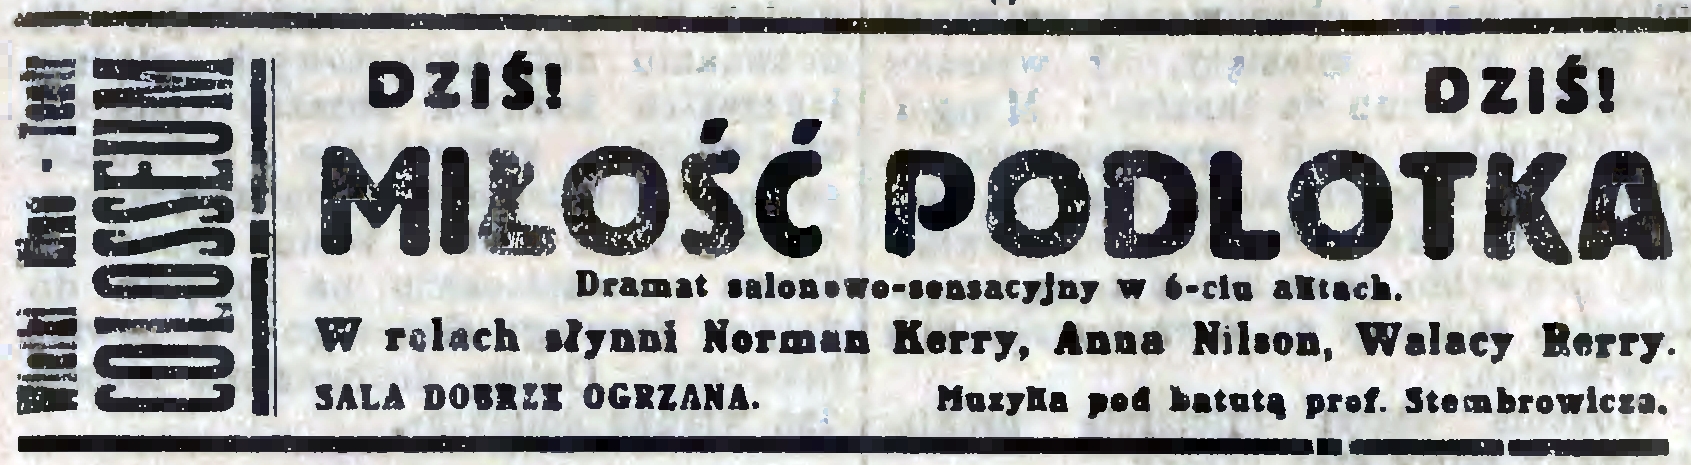 Wielki Kino - Teatr
COLOSSEUM
DZIŚ! DZIŚ!
MIŁOŚĆ PODLOTKA
Dramat salonowo-sensacyjny w 6-ciu aktach.
W rolach słynni Norman Kerry, Anna Nilson, Walacy Berry.
SALA DOBRZE OGRZANA. Muzyka pod batutą prof. Stembrowicza.